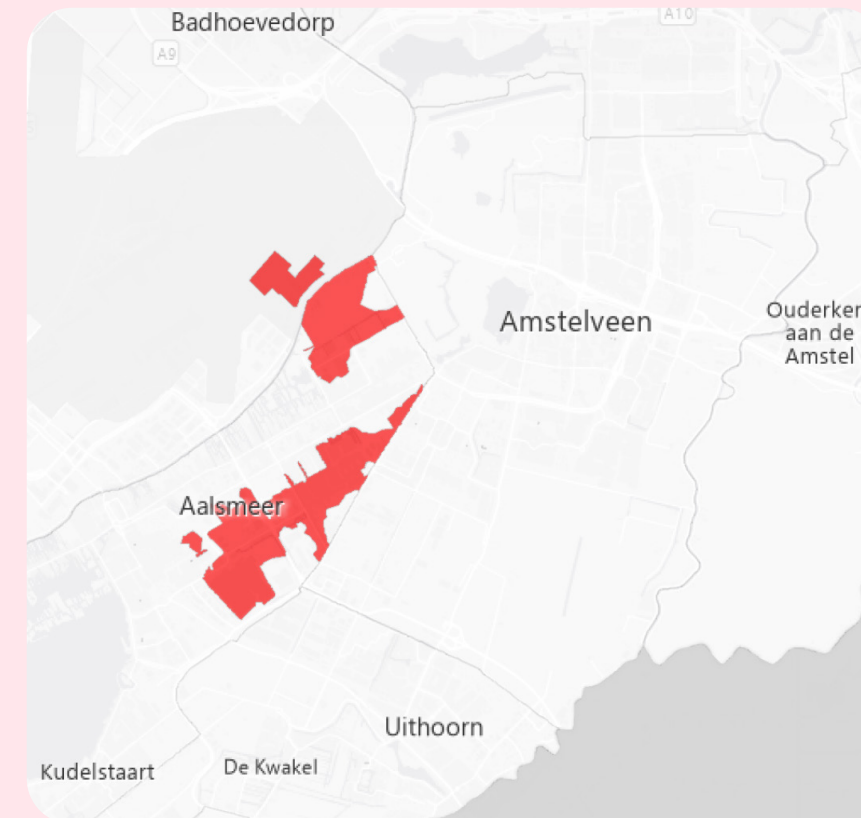 Badhoevedorp
A10
A9
Ouderker
aan de
Amstel
Amstelveen
Aalsmeer
Uithoorn
De Kwakel
Kudelstaart